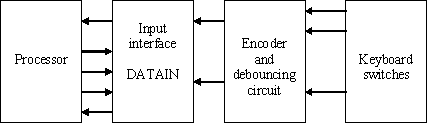 Processor
Input
interface
DATAIN
Encoder
and
debouncing
circuit
Keyboard
switches